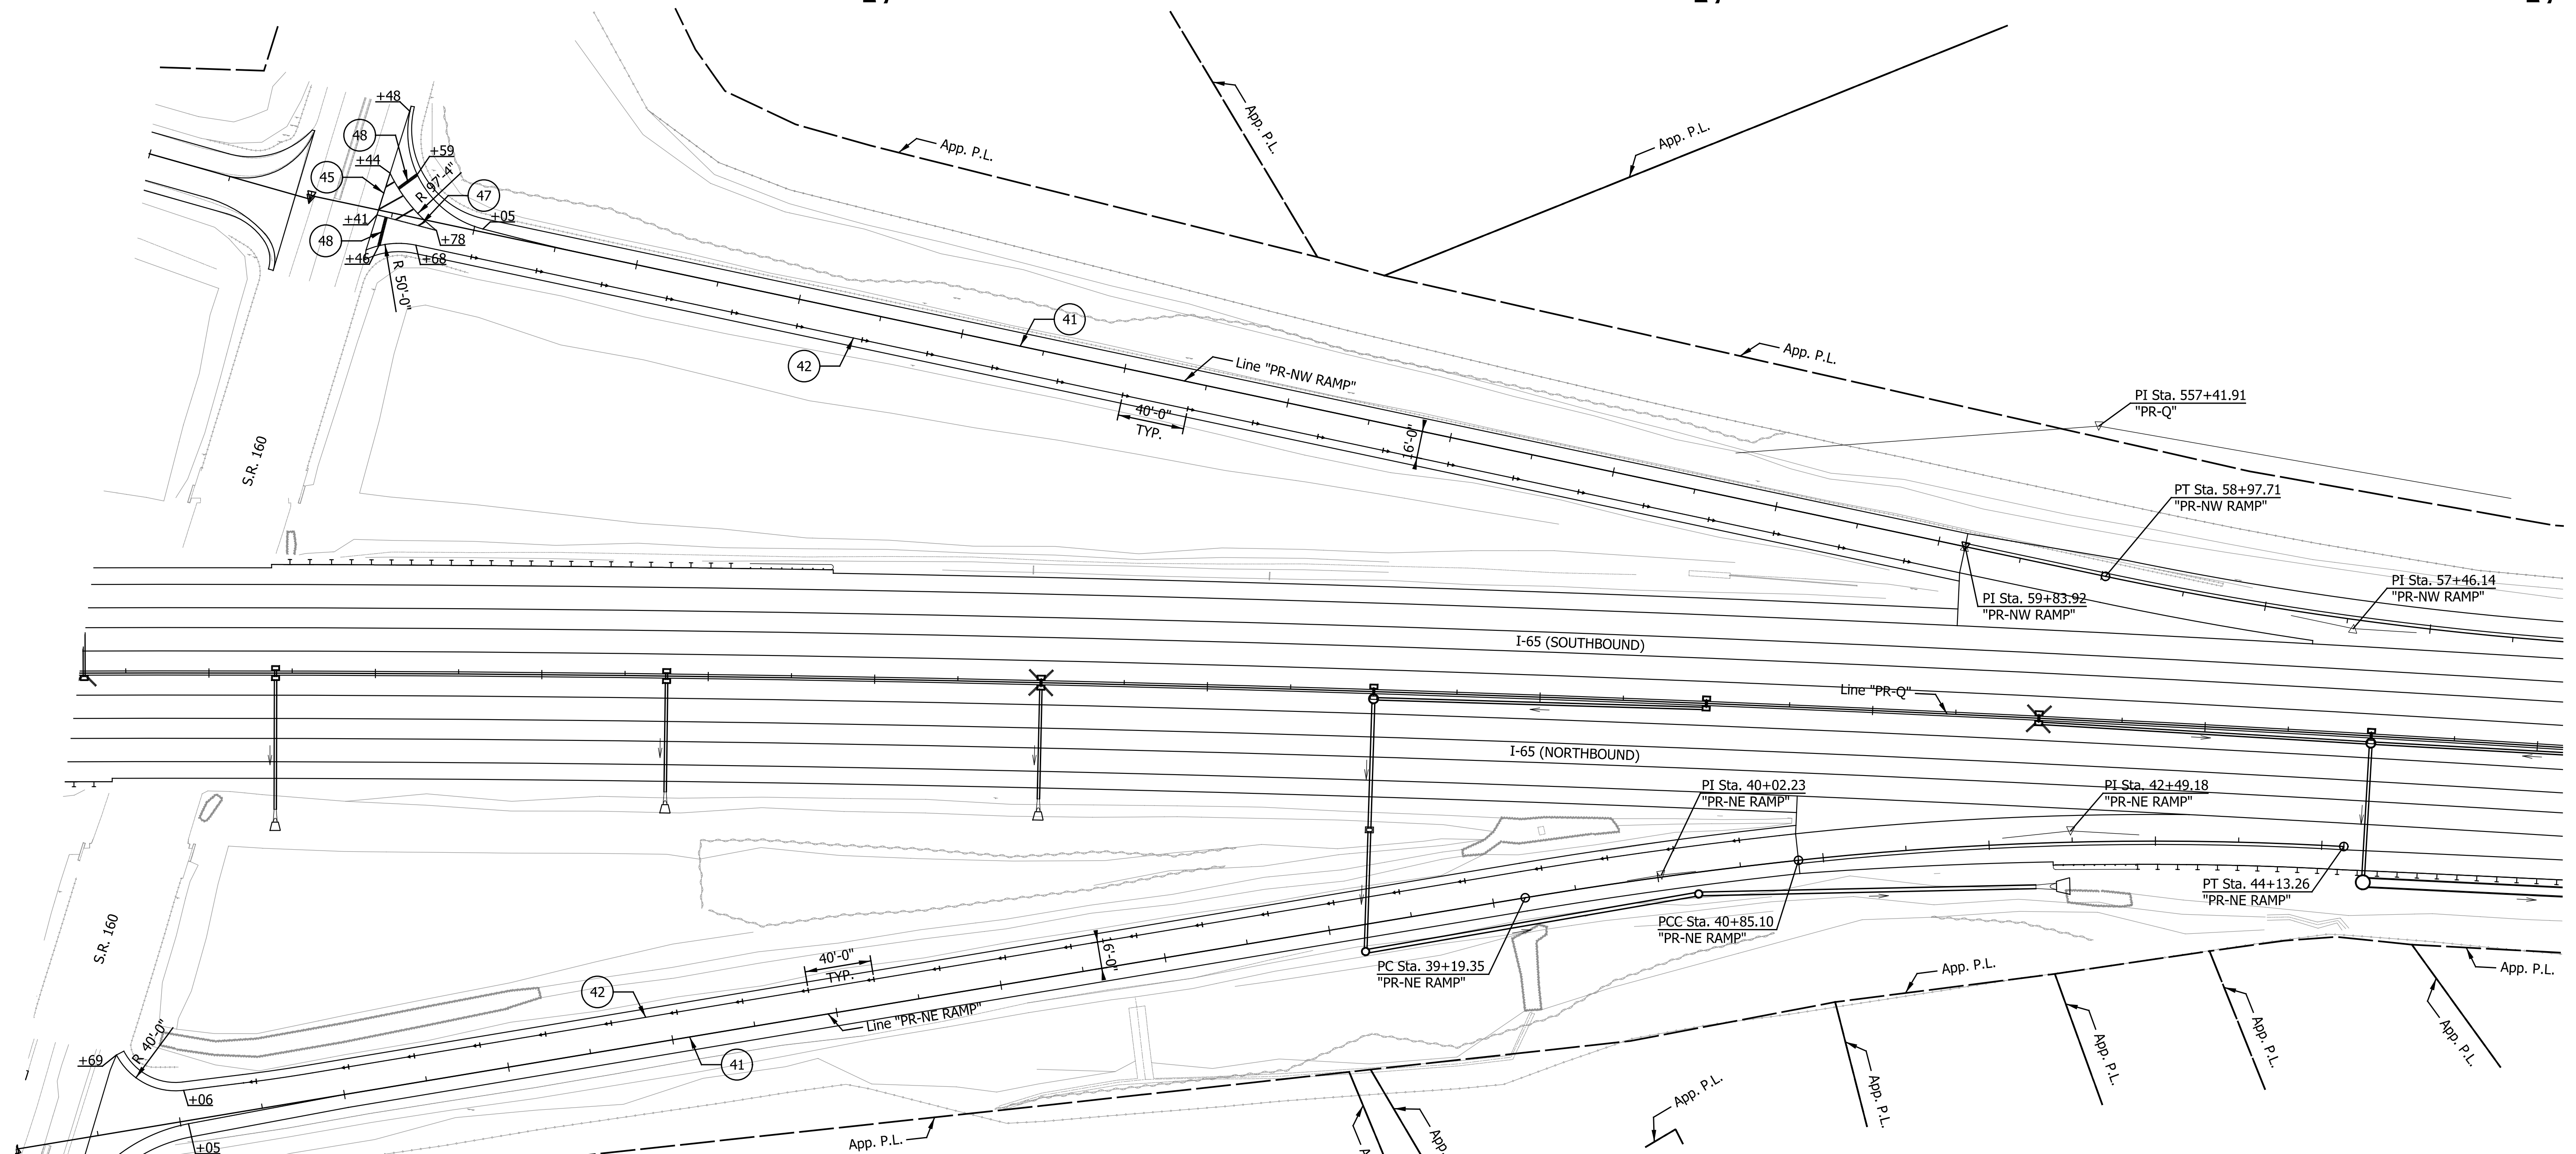 +48
48
+44
+59
45
R 97'-4"
47
+41
+05
48
+78
+46
+68
R 50'-0"
App. P.L.
App. P.L.
App. P.L.
41
42
Line "PR-NW RAMP"
App. P.L.
40'-0"
TYP.
16'-0"
PI Sta. 557+41.91
"PR-Q"
S.R. 160
PT Sta. 58+97.71
"PR-NW RAMP"
PI Sta. 59+83.92
"PR-NW RAMP"
PI Sta. 57+46.14
"PR-NW RAMP"
I-65 (SOUTHBOUND)
Line "PR-Q"
I-65 (NORTHBOUND)
PI Sta. 40+02.23
"PR-NE RAMP"
PI Sta. 42+49.18
"PR-NE RAMP"
PT Sta. 44+13.26
"PR-NE RAMP"
PCC Sta. 40+85.10
"PR-NE RAMP"
PC Sta. 39+19.35
"PR-NE RAMP"
S.R. 160
40'-0"
TYP.
16'-0"
42
Line "PR-NE RAMP"
41
R 40'-0"
+69
+06
+05
App. P.L.
App. P.L.
App. P.L.
App. P.L.
App. P.L.
App. P.L.
App. P.L.
App. P.L.
App.